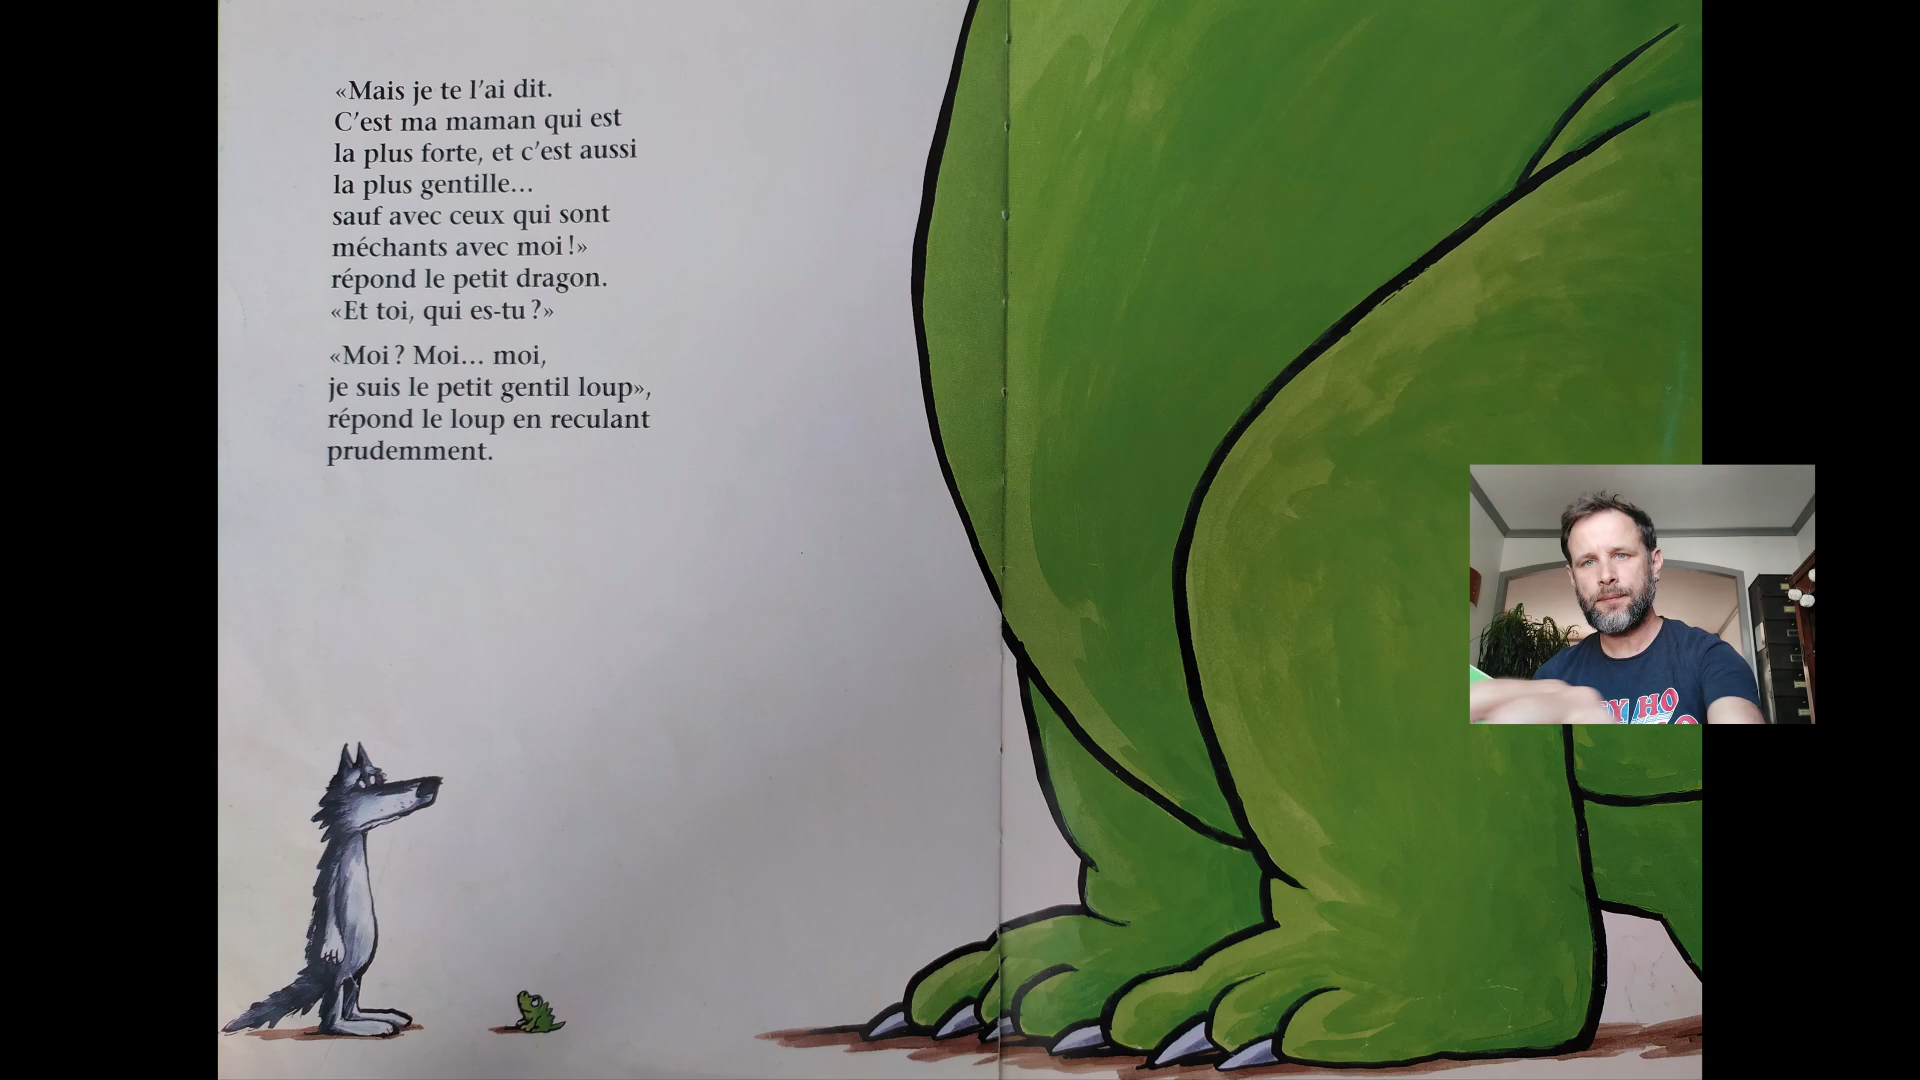 «Mais je te l’ai dit.
C’est ma maman qui est
la plus forte, et c’est aussi
la plus gentille…
sauf avec ceux qui sont
méchants avec moi !»
répond le petit dragon.
«Et toi, qui es-tu ?»
«Moi ? Moi… moi,
je suis le petit gentil loup»,
répond le loup en reculant
prudemment.
HO